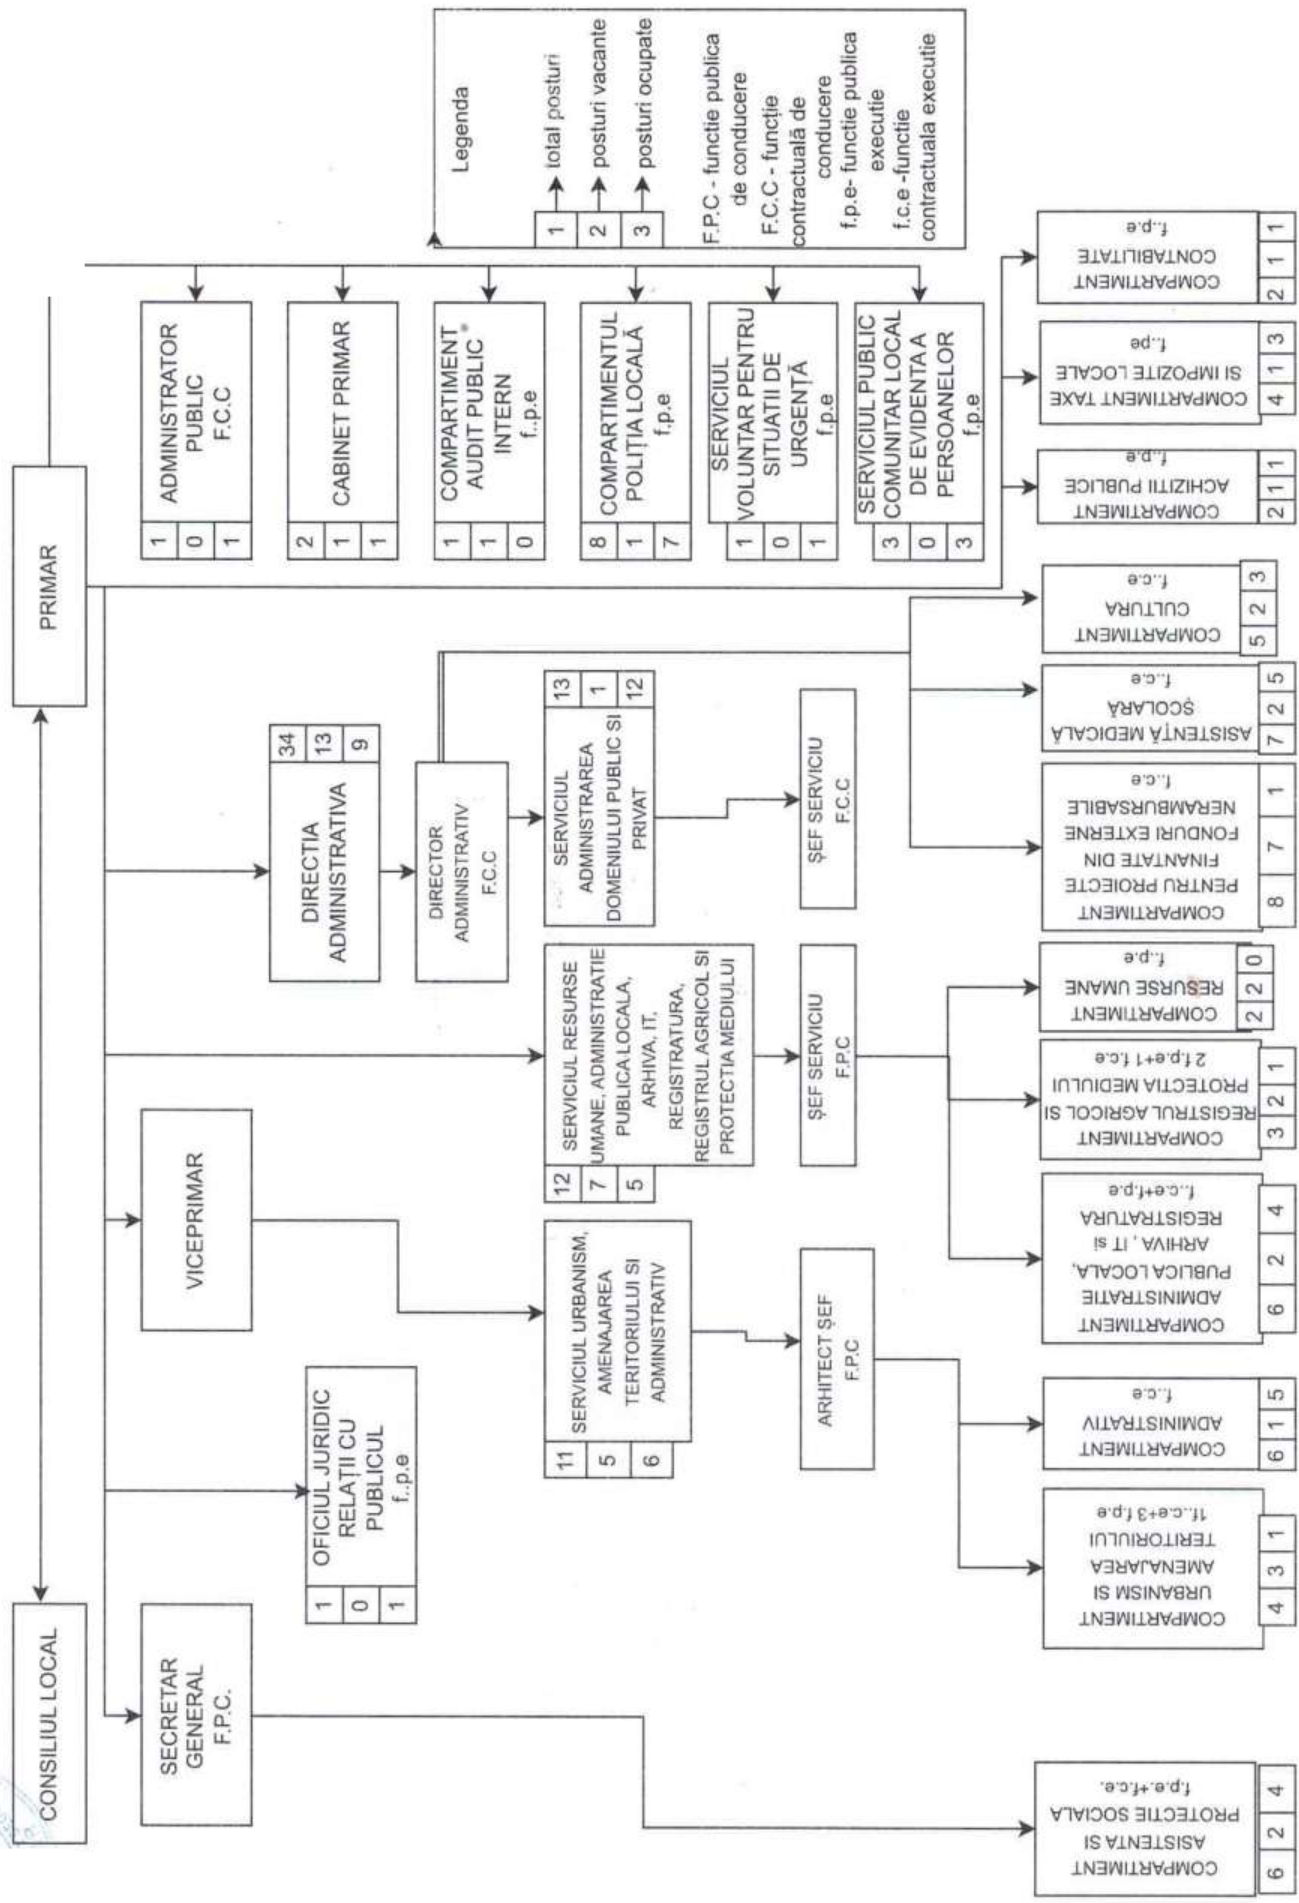 CONSILIUL LOCAL
PRIMAR
SECRETAR
GENERAL
F.P.C.
VICEPRIMAR
OFICIUL JURIDIC
RELAȚII CU
PUBLICUL
f..p.e
1
0
1
DIRECTIA
ADMINISTRATIVA
34
13
9
DIRECTOR
ADMINISTRATIV
F.C.C
ADMINISTRATOR
PUBLIC
F.C.C
1
0
1
CABINET PRIMAR
2
1
1
COMPARTIMENT
AUDIT PUBLIC
INTERN
f..p.e
1
1
0
COMPARTIMENTUL
POLIȚIA LOCALĂ
f.p.e
8
1
7
SERVICIUL
VOLUNTAR PENTRU
SITUATII DE
URGENȚĂ
f.p.e
1
0
1
SERVICIUL PUBLIC
COMUNITAR LOCAL
DE EVIDENTA A
PERSOANELOR
f.p.e
3
0
3
Legenda
1 total posturi
2 posturi vacante
3 posturi ocupate
F.P.C - functie publica
de conducere
F.C.C - funcție
contractuală de
conducere
f.p.e- functie publica
executie
f.c.e -functie
contractuala executie
SERVICIUL URBANISM,
AMENAJAREA
TERITORIULUI SI
ADMINISTRATIV
11
5
6
SERVICIUL RESURSE
UMANE, ADMINISTRATIE
PUBLICA LOCALA,
ARHIVA, IT,
REGISTRATURA,
REGISTRUL AGRICOL SI
PROTECTIA MEDIULUI
12
7
5
SERVICIUL
ADMINISTRAREA
DOMENIULUI PUBLIC SI
PRIVAT
13
1
12
ARHITECT ȘEF
F.P.C
ȘEF SERVICIU
F.P.C
ȘEF SERVICIU
F.C.C
COMPARTIMENT
ASISTENTA SI
PROTECTIE SOCIALA
f.p.e.+f.c.e.
6 2 4
COMPARTIMENT
URBANISM SI
AMENAJAREA
TERITORIULUI
1f..c.e+3 f.p.e
4 3 1
COMPARTIMENT
ADMINISTRATIV
f..c.e
6 1 5
COMPARTIMENT
ADMINISTRATIE
PUBLICA LOCALA,
ARHIVA , IT si
REGISTRATURA
f..c.e+f.p.e
6 2 4
COMPARTIMENT
REGISTRUL AGRICOL SI
PROTECTIA MEDIULUI
2 f.p.e+1 f.c.e
3 2 1
COMPARTIMENT
RESURSE UMANE
f..p.e
2 2 0
COMPARTIMENT
PENTRU PROIECTE
FINANTATE DIN
FONDURI EXTERNE
NERAMBURSABILE
f..c.e
8 7 1
ASISTENȚĂ MEDICALĂ
ȘCOLARĂ
f..c.e
7 2 5
COMPARTIMENT
CULTURA
f..c.e
5 2 3
COMPARTIMENT
ACHIZITII PUBLICE
f..p.e
2 1 1
COMPARTIMENT TAXE
SI IMPOZITE LOCALE
f..pe
4 1 3
COMPARTIMENT
CONTABILITATE
f..p.e
2 1 1